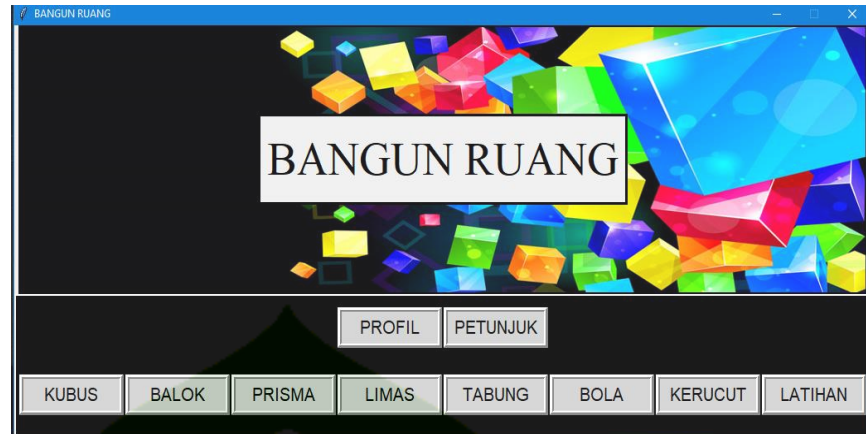 BANGUN RUANG
BANGUN RUANG
PROFIL PETUNJUK
KUBUS BALOK PRISMA LIMAS TABUNG BOLA KERUCUT LATIHAN